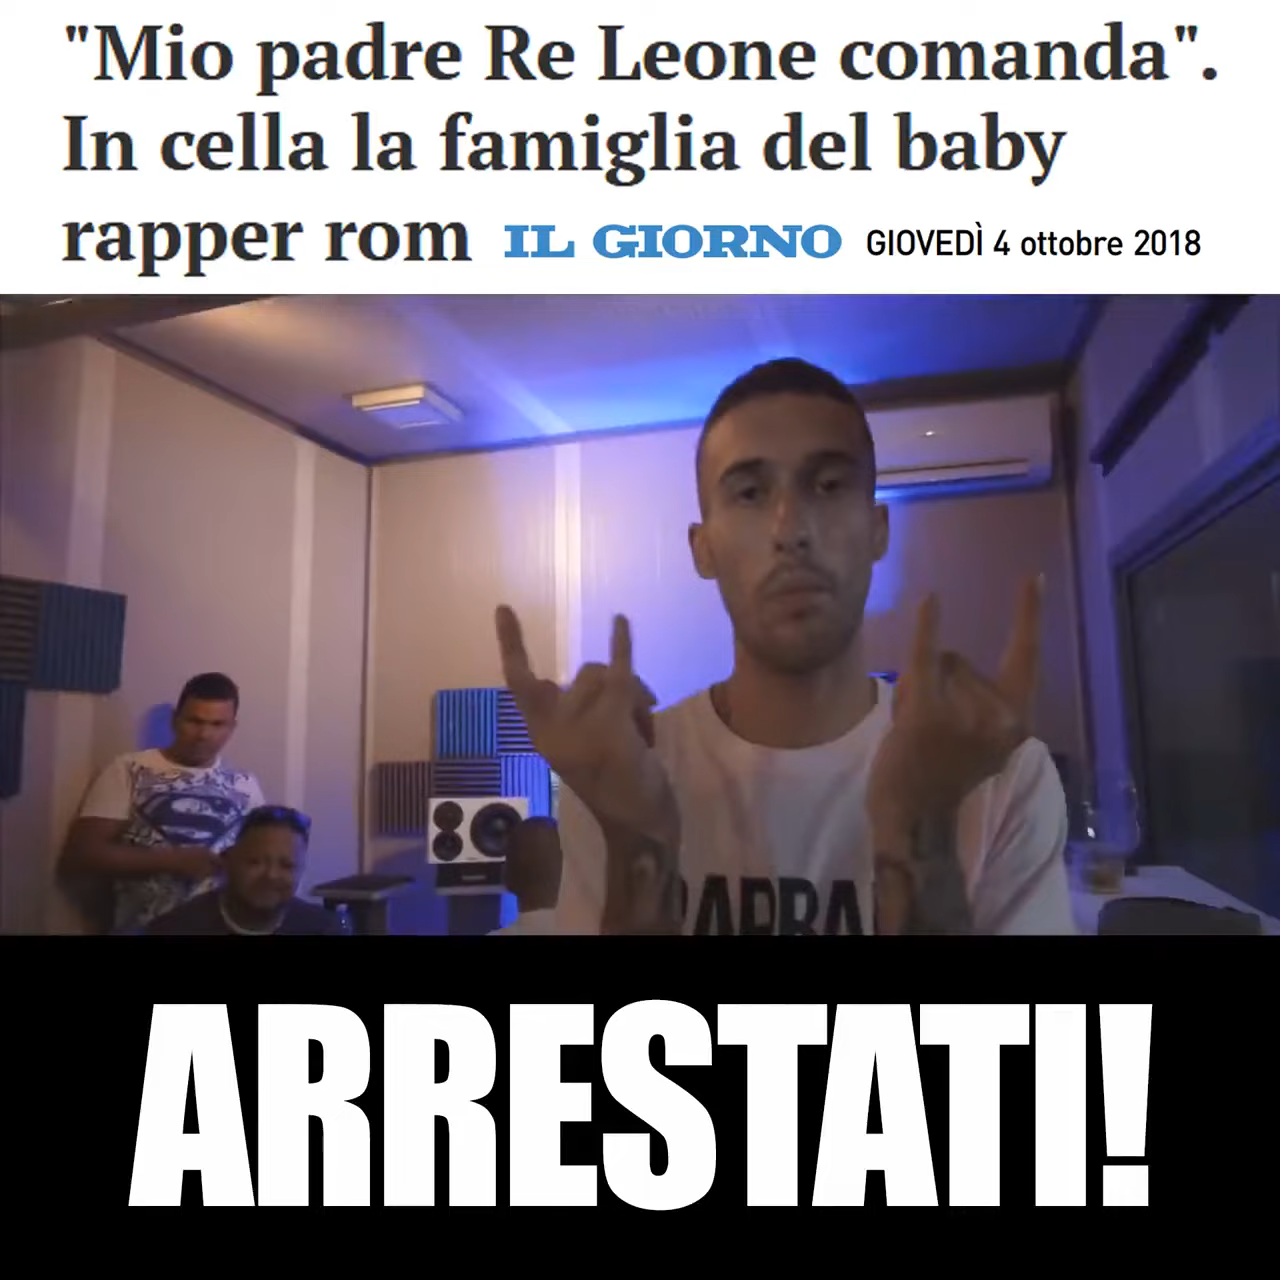 "Mio padre Re Leone comanda".
In cella la famiglia del baby
rapper rom IL GIORNO GIOVEDÌ 4 ottobre 2018
ARRESTATI!